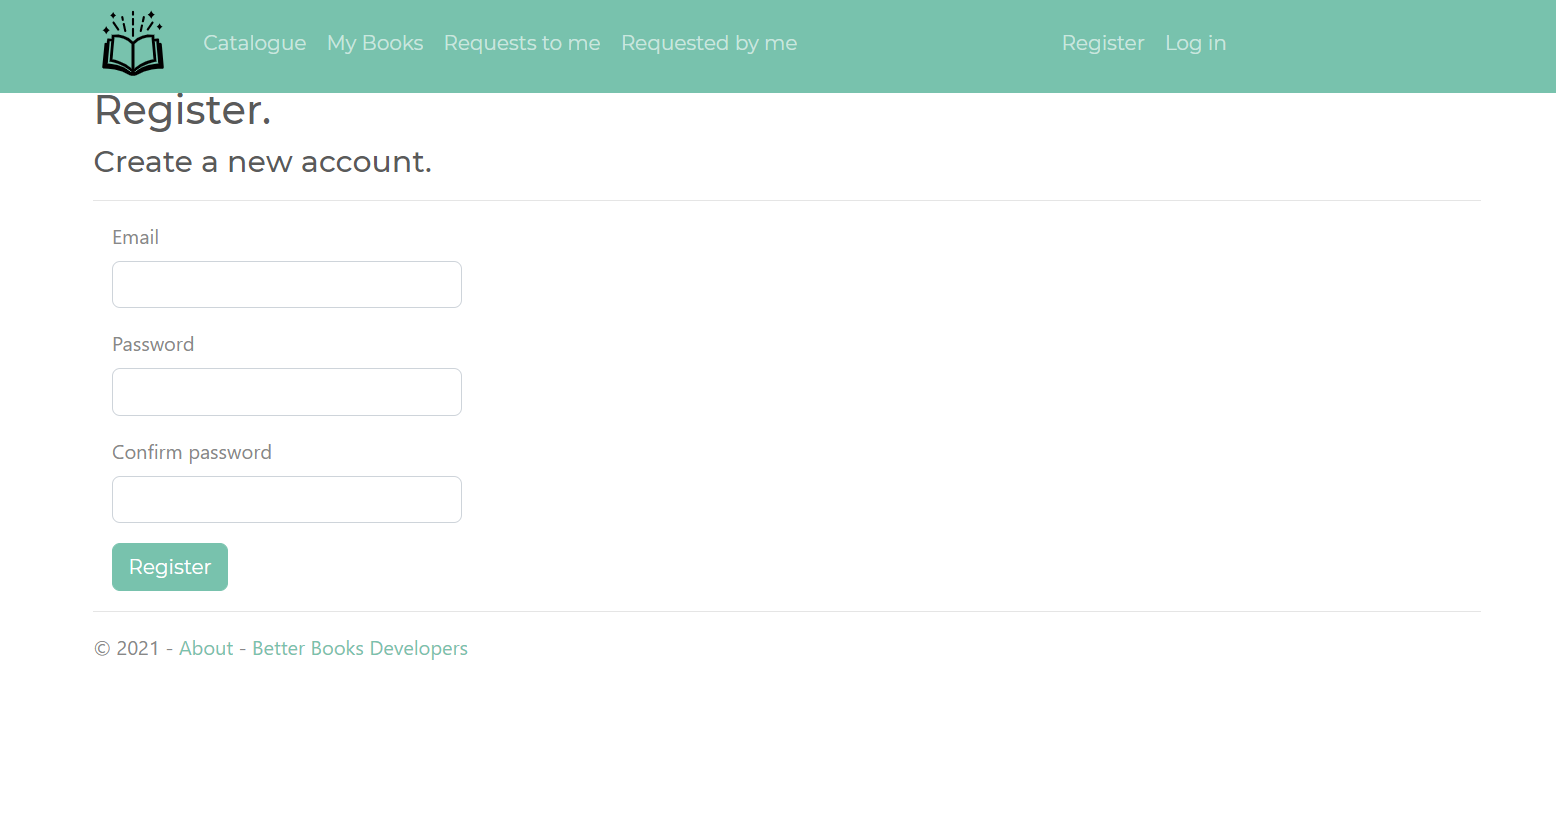 Catalogue My Books Requests to me Requested by me Register Log in
Register.
Create a new account.
Email
Password
Confirm password
Register
© 2021 - About - Better Books Developers